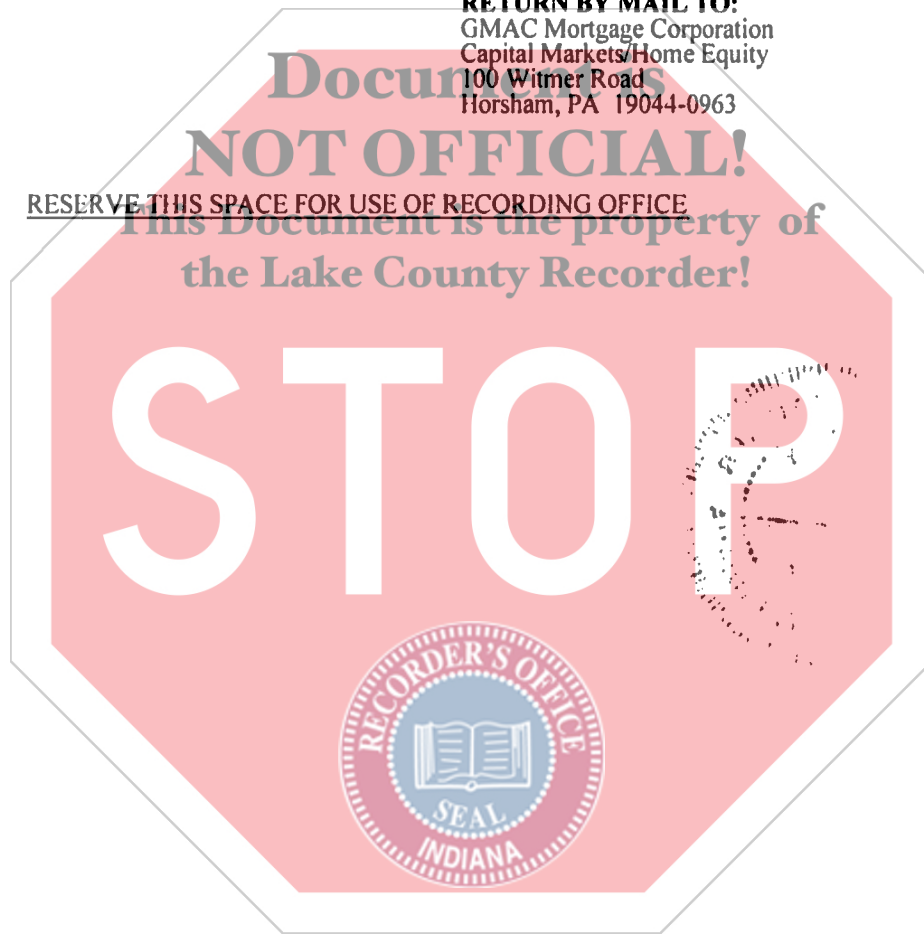 RETURN BY MAIL TO:
GMAC Mortgage Corporation
Capital Markets/Home Equity
100 Witmer Road
Horsham, PA 19044-0963
Document is
NOT OFFICIAL!
RESERVE THIS SPACE FOR USE OF RECORDING OFFICE
This Document is the property of
the Lake County Recorder!
STOP
RECORDER'S OFFICE
SEAL
INDIANA